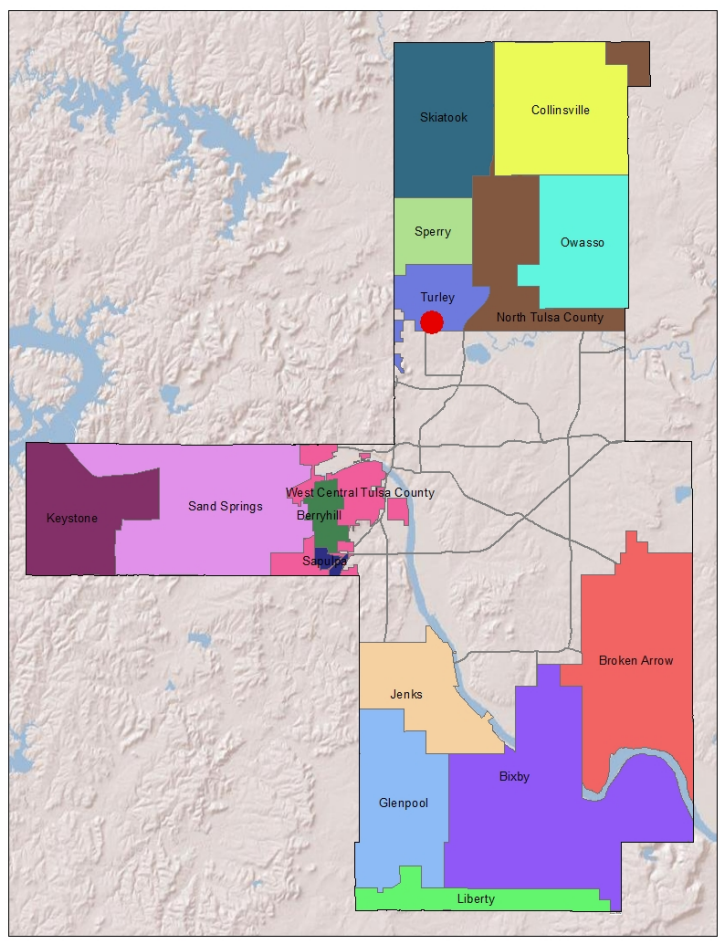 Skiatook
Collinsville
Sperry
Owasso
Turley
North Tulsa County
West Central Tulsa County
Keystone
Sand Springs
Berryhill
Sapulpa
Broken Arrow
Jenks
Bixby
Glenpool
Liberty